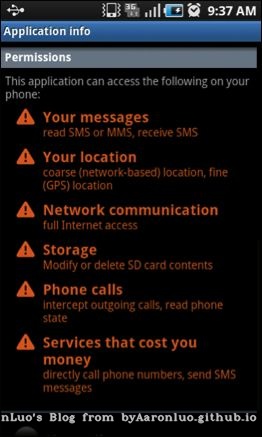 3G
9:37 AM
Application info
Permissions
This application can access the following on your
phone:
Your messages
read SMS or MMS, receive SMS
Your location
coarse (network-based) location, fine
(GPS) location
Network communication
full Internet access
Storage
Modify or delete SD card contents
Phone calls
intercept outgoing calls, read phone
state
Services that cost you
money
directly call phone numbers, send SMS
messages
nLuo's Blog from byAaronluo.github.io